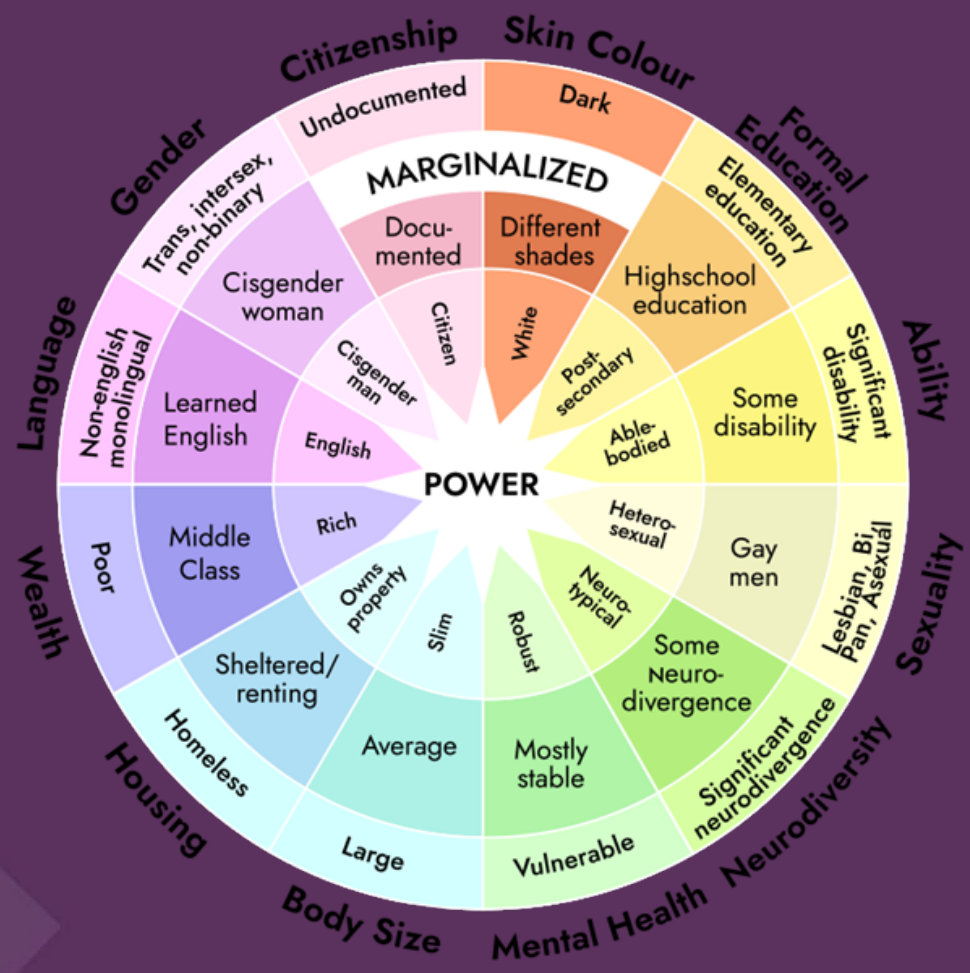 Citizenship
Undocumented
Docu-
mented
Citizen
Skin Colour
Dark
Different
shades
White
Formal
Education
Elementary
education
Highschool
education
Post-
secondary
Ability
Significant
disability
Some
disability
Able-
bodied
Sexuality
Lesbian, Bi,
Pan, Asexual
Gay
men
Hetero-
sexual
Neurodiversity
Significant
neurodivergence
Some
Neuro-
divergence
Neuro-
typical
Mental Health
Vulnerable
Mostly
stable
Robust
Body Size
Large
Average
Slim
Housing
Homeless
Sheltered/
renting
Owns
property
Wealth
Poor
Middle
Class
Rich
Language
Non-english
monolingual
Learned
English
English
Gender
Trans, intersex,
non-binary
Cisgender
woman
Cisgender
man
MARGINALIZED
POWER